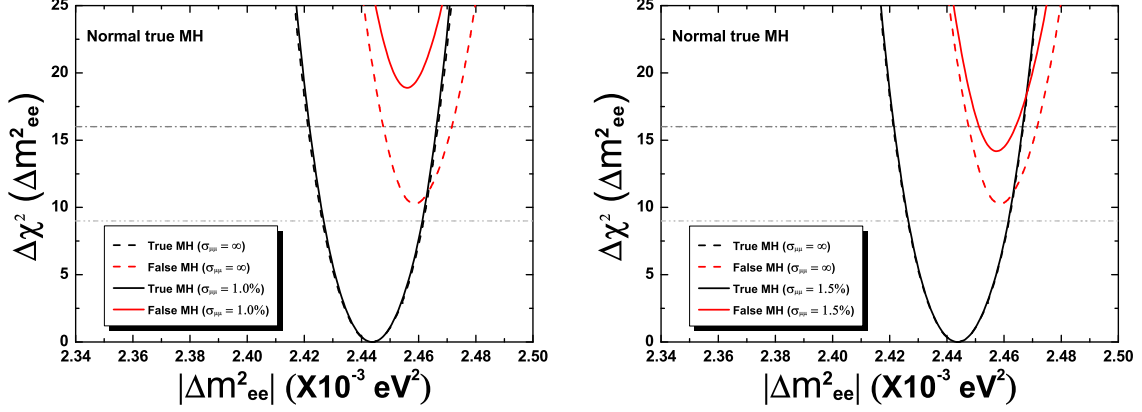 25
20
15
10
5
0
Δχ² (Δm²ee)
Normal true MH
True MH (σμμ = ∞)
False MH (σμμ = ∞)
True MH (σμμ = 1.0%)
False MH (σμμ = 1.0%)
2.34 2.36 2.38 2.40 2.42 2.44 2.46 2.48 2.50
|Δm²ee| (X10⁻³ eV²)
25
20
15
10
5
0
Δχ² (Δm²ee)
Normal true MH
True MH (σμμ = ∞)
False MH (σμμ = ∞)
True MH (σμμ = 1.5%)
False MH (σμμ = 1.5%)
2.34 2.36 2.38 2.40 2.42 2.44 2.46 2.48 2.50
|Δm²ee| (X10⁻³ eV²)